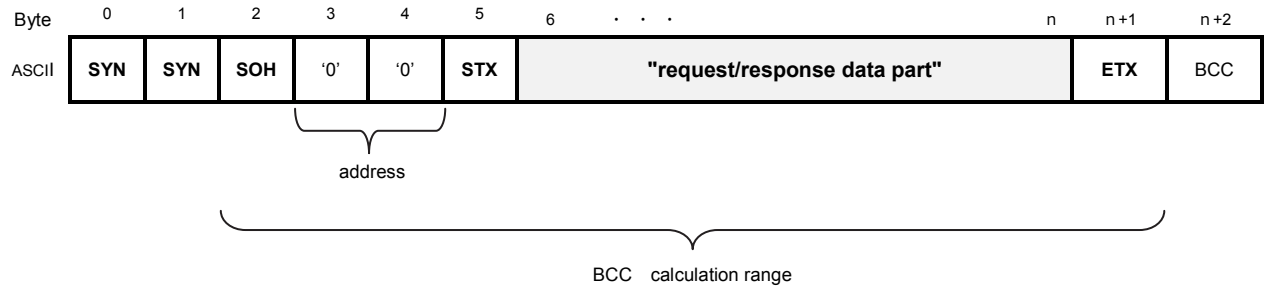 Byte 0 1 2 3 4 5 6 · · · n n+1 n+2
ASCII SYN SYN SOH ‘0’ ‘0’ STX "request/response data part" ETX BCC
address
BCC calculation range